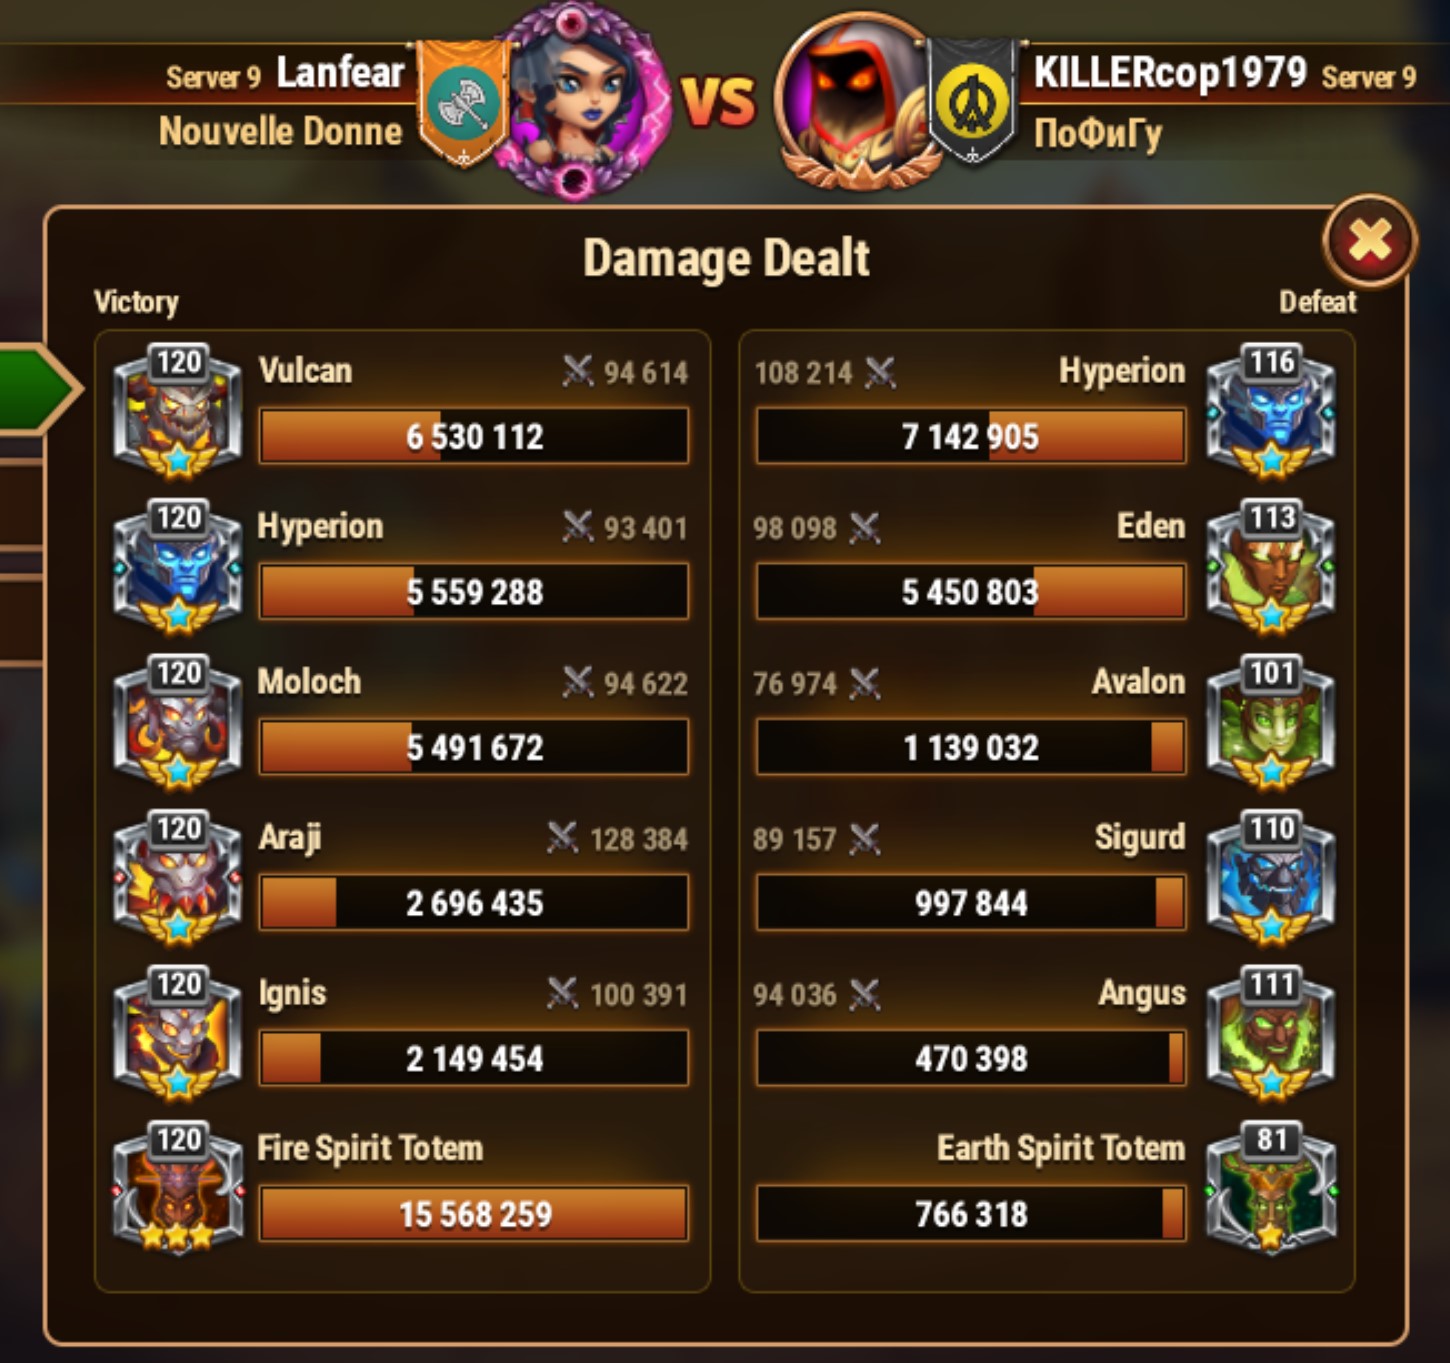 Server 9 Lanfear
Nouvelle Donne
VS
KILLERcop1979 Server 9
ПоФиГу
Damage Dealt
Victory
Defeat
120 Vulcan 94 614
6 530 112
108 214 Hyperion 116
7 142 905
120 Hyperion 93 401
5 559 288
98 098 Eden 113
5 450 803
120 Moloch 94 622
5 491 672
76 974 Avalon 101
1 139 032
120 Araji 128 384
2 696 435
89 157 Sigurd 110
997 844
120 Ignis 100 391
2 149 454
94 036 Angus 111
470 398
120 Fire Spirit Totem
15 568 259
Earth Spirit Totem 81
766 318